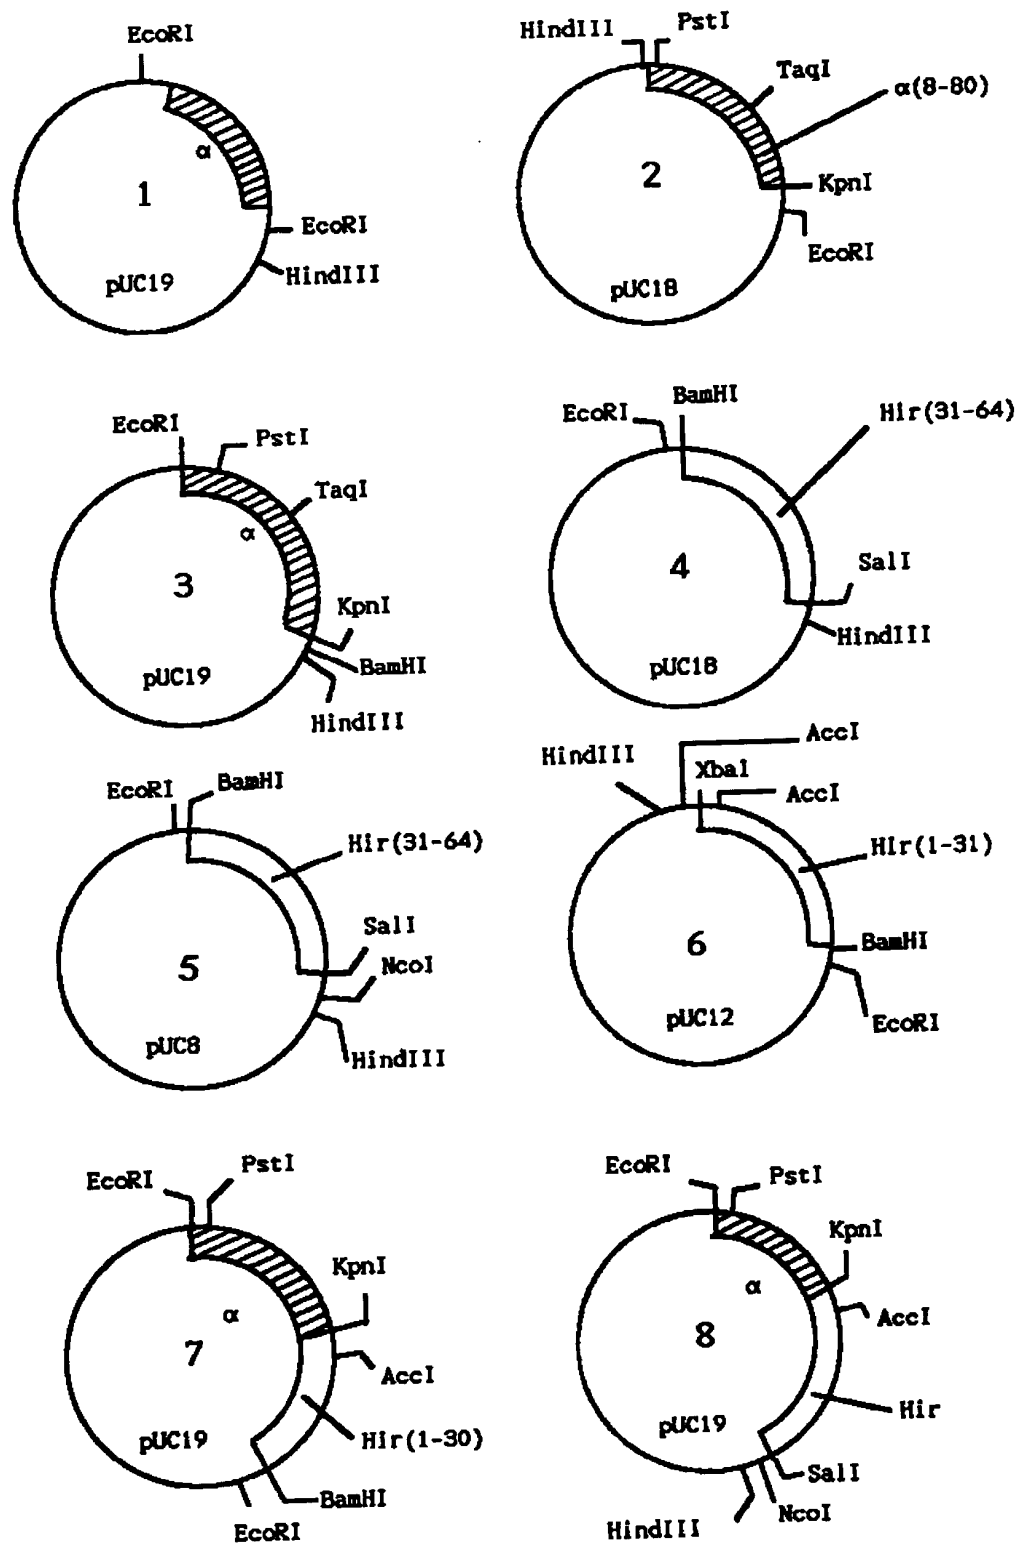 EcoRI
α
1
EcoRI
HindIII
pUC19
HindIII
PstI
TaqI
α(8-80)
2
KpnI
EcoRI
pUC18
EcoRI
PstI
TaqI
α
3
KpnI
BamHI
pUC19
HindIII
BamHI
EcoRI
Hir(31-64)
4
SalI
HindIII
pUC18
EcoRI
BamHI
Hir(31-64)
SalI
5
NcoI
pUC8
HindIII
AccI
HindIII
Xba1
AccI
Hir(1-31)
6
BamHI
pUC12
EcoRI
EcoRI
PstI
KpnI
α
7
AccI
pUC19
Hir(1-30)
BamHI
EcoRI
EcoRI
PstI
KpnI
α
AccI
8
Hir
pUC19
SalI
NcoI
HindIII